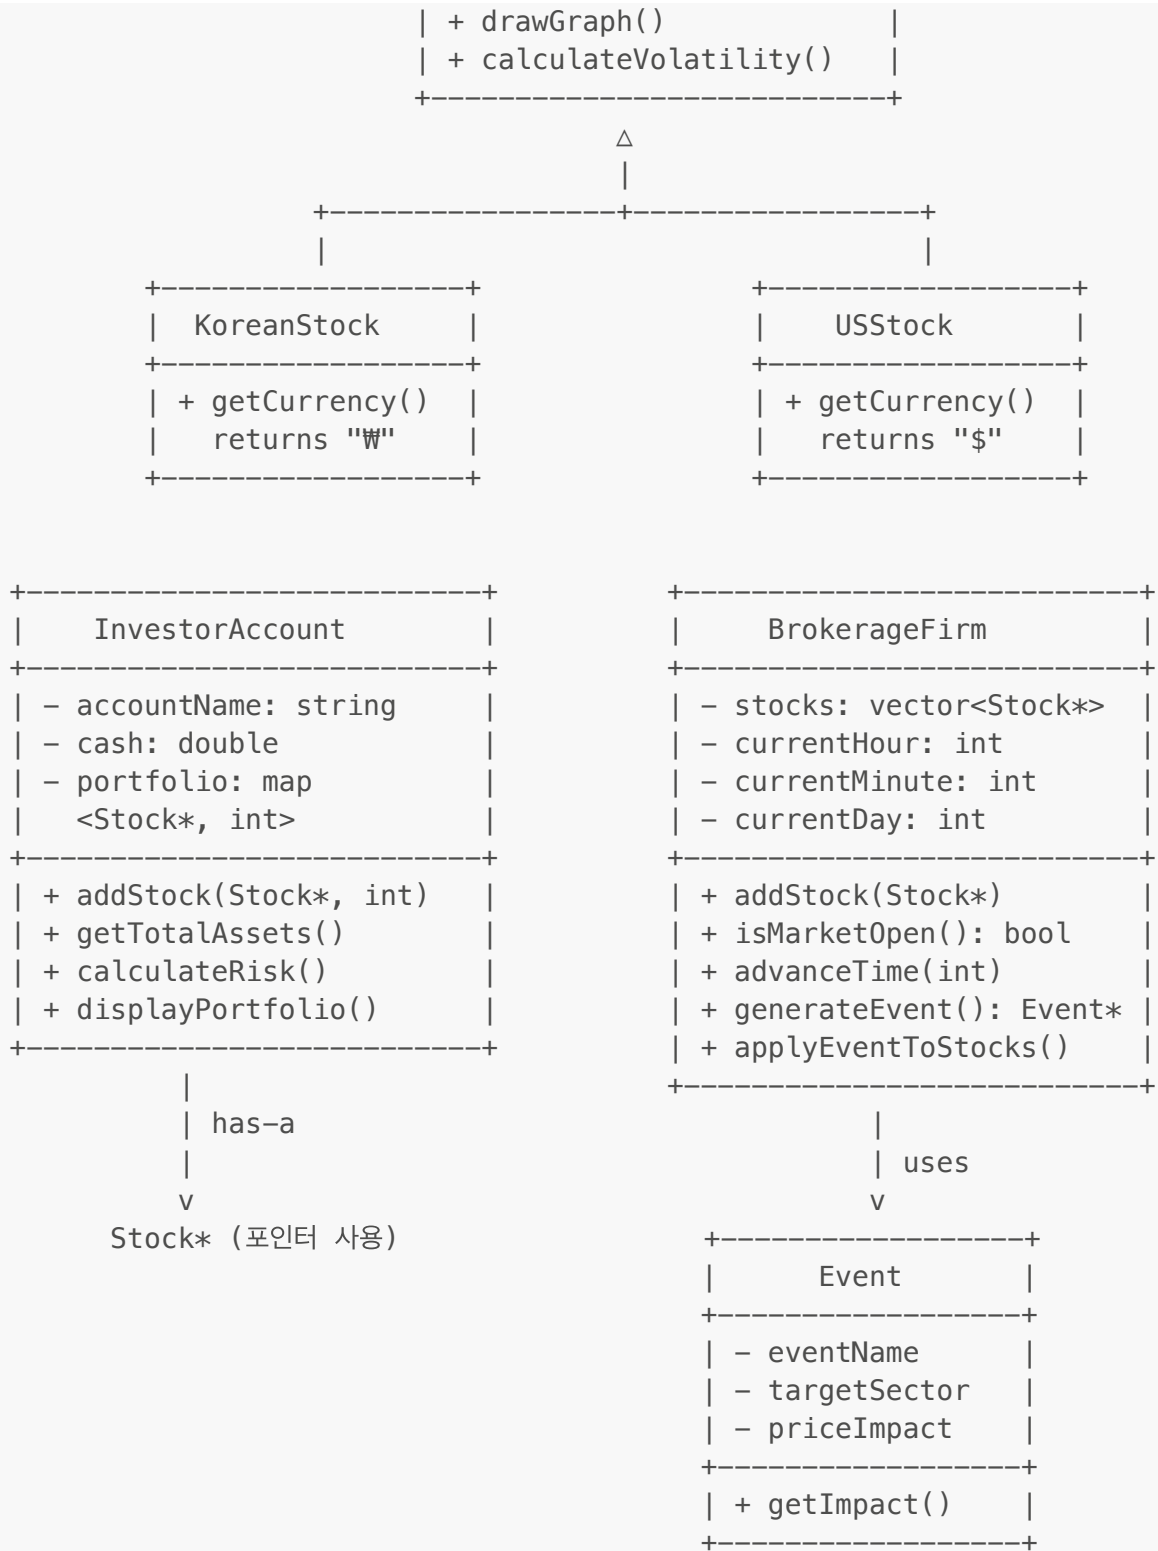 | + drawGraph()             |
| + calculateVolatility()   |
+---------------------------+
△
|
+-----------------+-----------------+
|                                   |
+------------------+                +------------------+
|  KoreanStock     |                |    USStock       |
+------------------+                +------------------+
| + getCurrency()  |                | + getCurrency()  |
|   returns "₩"    |                |   returns "$"    |
+------------------+                +------------------+
+---------------------------+          +---------------------------+
|    InvestorAccount        |          |     BrokerageFirm         |
+---------------------------+          +---------------------------+
| - accountName: string     |          | - stocks: vector<Stock*>  |
| - cash: double            |          | - currentHour: int        |
| - portfolio: map          |          | - currentMinute: int      |
|   <Stock*, int>           |          | - currentDay: int         |
+---------------------------+          +---------------------------+
| + addStock(Stock*, int)   |          | + addStock(Stock*)        |
| + getTotalAssets()        |          | + isMarketOpen(): bool    |
| + calculateRisk()         |          | + advanceTime(int)        |
| + displayPortfolio()      |          | + generateEvent(): Event* |
+---------------------------+          | + applyEventToStocks()    |
|                             +---------------------------+
| has-a                                  |
|                                        | uses
v                                        v
Stock* (포인터 사용)                  +------------------+
|      Event       |
+------------------+
| - eventName      |
| - targetSector   |
| - priceImpact    |
+------------------+
| + getImpact()    |
+------------------+